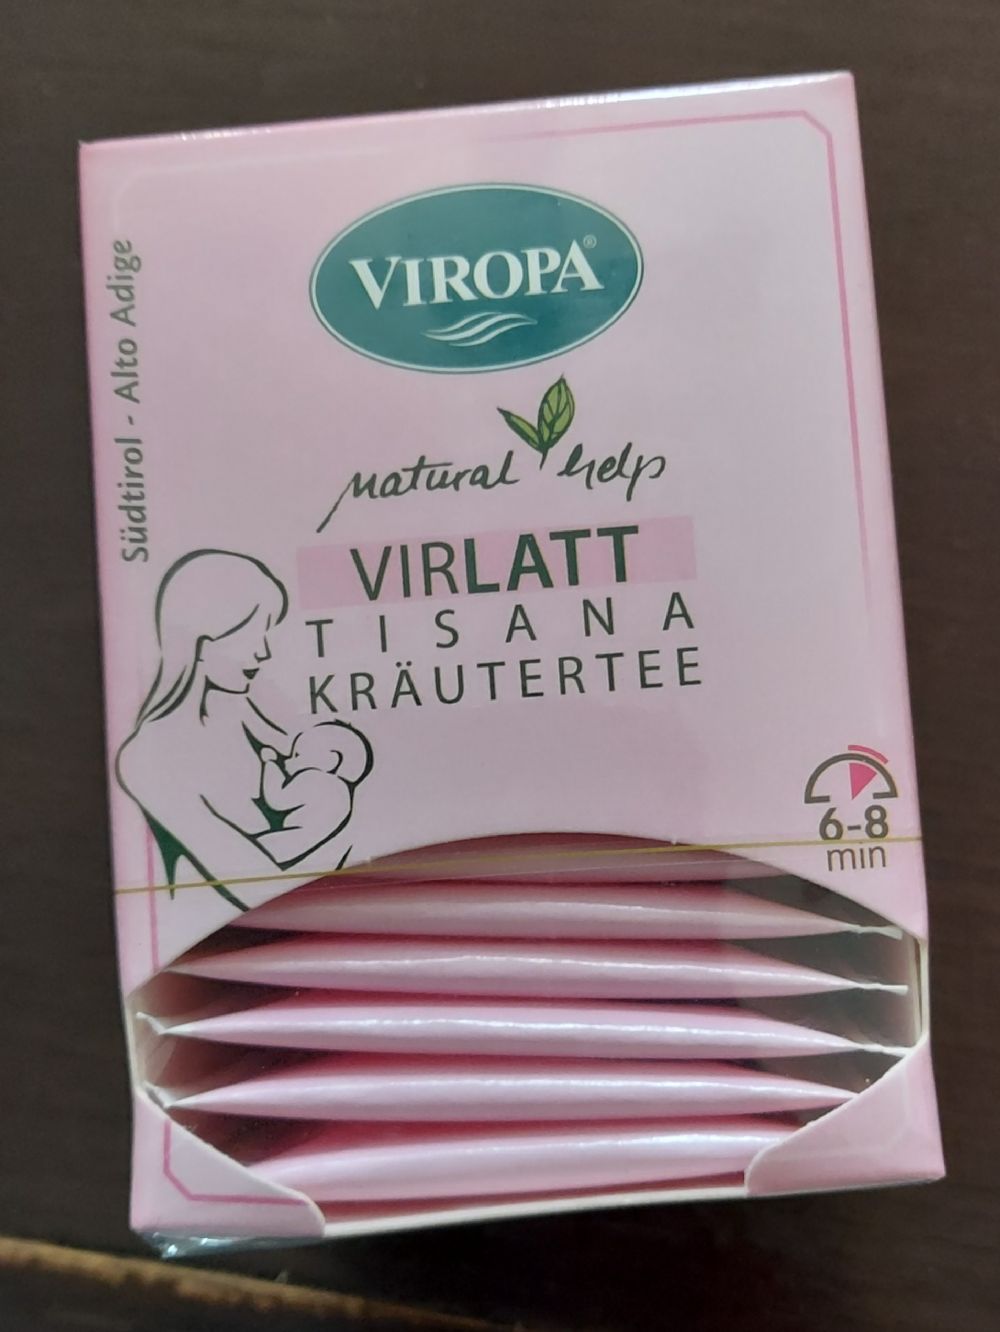 VIROPA®
Südtirol - Alto Adige
natural help
VIRLATT
TISANA
KRÄUTERTEE
6-8
min